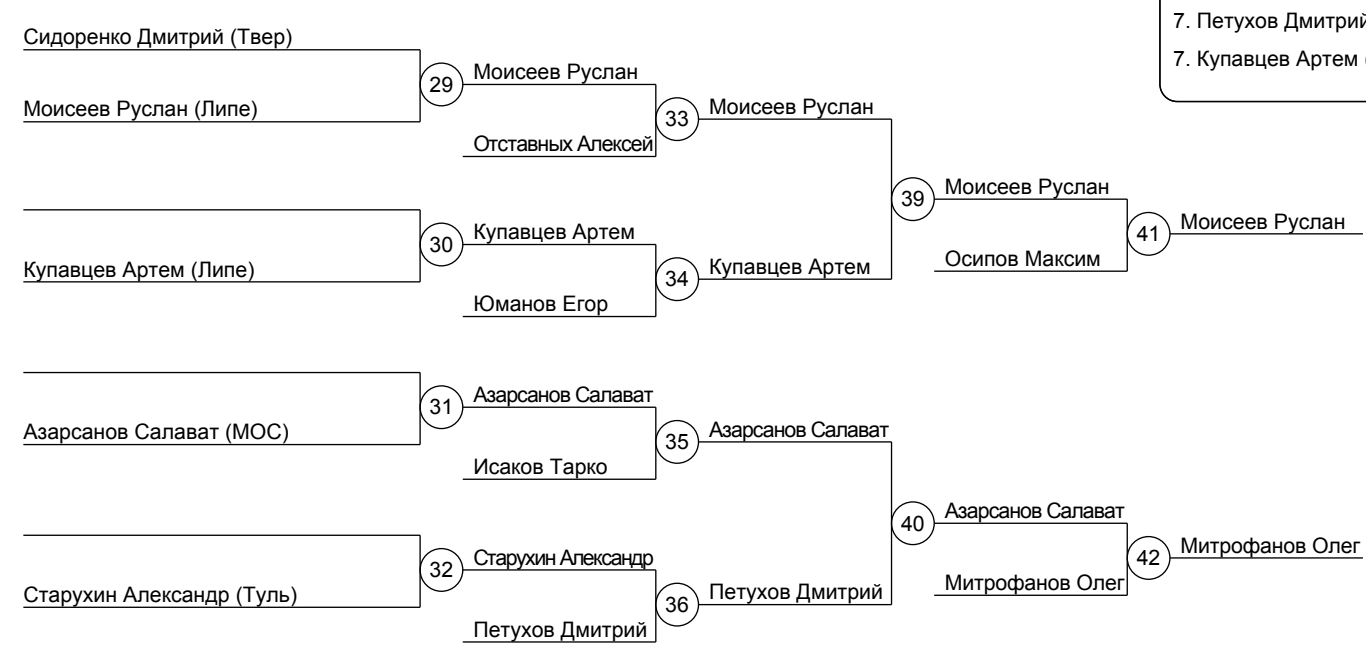 7. Петухов Дмитрий
7. Купавцев Артем
Сидоренко Дмитрий (Твер)
29
Моисеев Руслан
Моисеев Руслан (Липе)
33
Моисеев Руслан
Отставных Алексей
39
Моисеев Руслан
30
Купавцев Артем
41
Моисеев Руслан
Купавцев Артем (Липе)
34
Купавцев Артем
Осипов Максим
Юманов Егор
31
Азарсанов Салават
Азарсанов Салават (МОС)
35
Азарсанов Салават
Исаков Тарко
40
Азарсанов Салават
32
Старухин Александр
42
Митрофанов Олег
Старухин Александр (Туль)
36
Петухов Дмитрий
Митрофанов Олег
Петухов Дмитрий